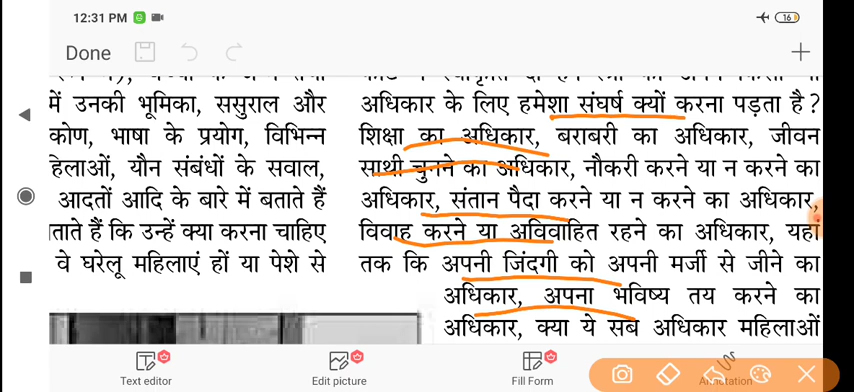 12:31 PM
16
Done
में उनकी भूमिका, ससुराल और
कोण, भाषा के प्रयोग, विभिन्न
हिलाओं, यौन संबंधों के सवाल,
आदतों आदि के बारे में बताते हैं
ाताते हैं कि उन्हें क्या करना चाहिए
वे घरेलू महिलाएं हों या पेशे से
अधिकार के लिए हमेशा संघर्ष क्यों करना पड़ता है?
शिक्षा का अधिकार, बराबरी का अधिकार, जीवन
साथी चुनने का अधिकार, नौकरी करने या न करने का
अधिकार, संतान पैदा करने या न करने का अधिकार,
विवाह करने या अविवाहित रहने का अधिकार, यहां
तक कि अपनी जिंदगी को अपनी मर्जी से जीने का
अधिकार, अपना भविष्य तय करने का
अधिकार, क्या ये सब अधिकार महिलाओं
Text editor
Edit picture
Fill Form
Annotation